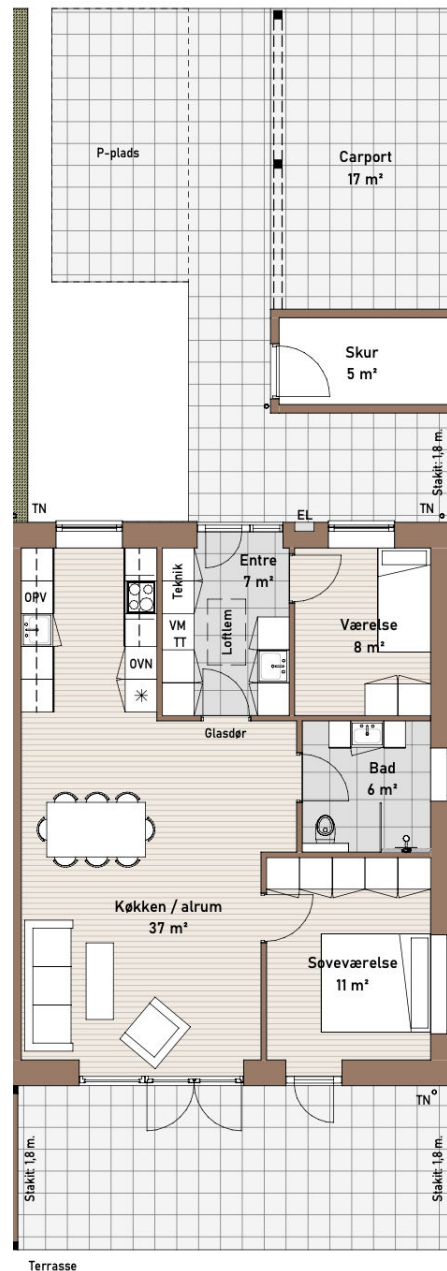 P-plads
Carport
17 m²
Skur
5 m²
Stakit: 1,8 m.
TN
EL
TN
OPV
Teknik
Entre
7 m²
VM
TT
Loftlem
OVN
Værelse
8 m²
Glasdør
Bad
6 m²
Køkken / alrum
37 m²
Soveværelse
11 m²
TN
Stakit: 1,8 m.
Stakit: 1,8 m.
Terrasse